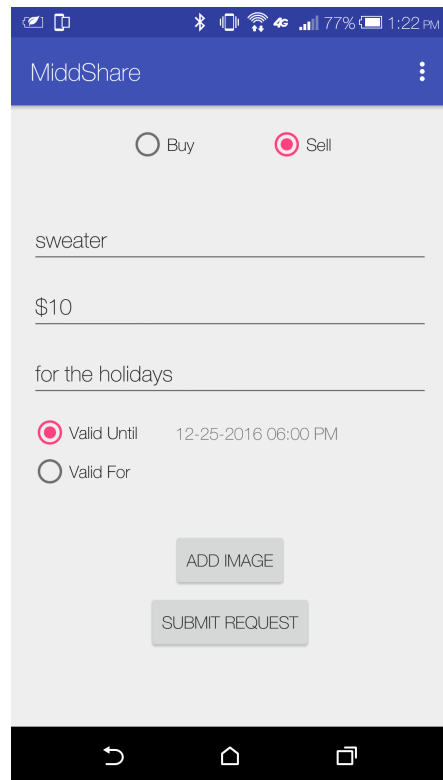 4G 77% 1:22 PM
MiddShare
Buy Sell
sweater
$10
for the holidays
Valid Until 12-25-2016 06:00 PM
Valid For
ADD IMAGE
SUBMIT REQUEST